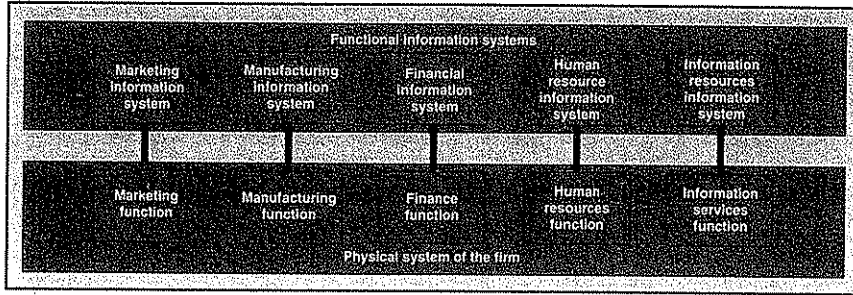 Functional information systems
Marketing information system
Manufacturing information system
Financial information system
Human resource information system
Information resources information system
Marketing function
Manufacturing function
Finance function
Human resources function
Information services function
Physical system of the firm